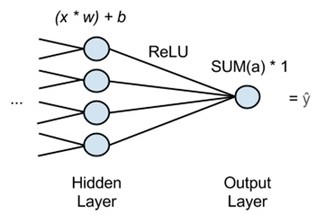 (x * w) + b
ReLU
SUM(a) * 1
...
= ŷ
Hidden
Layer
Output
Layer